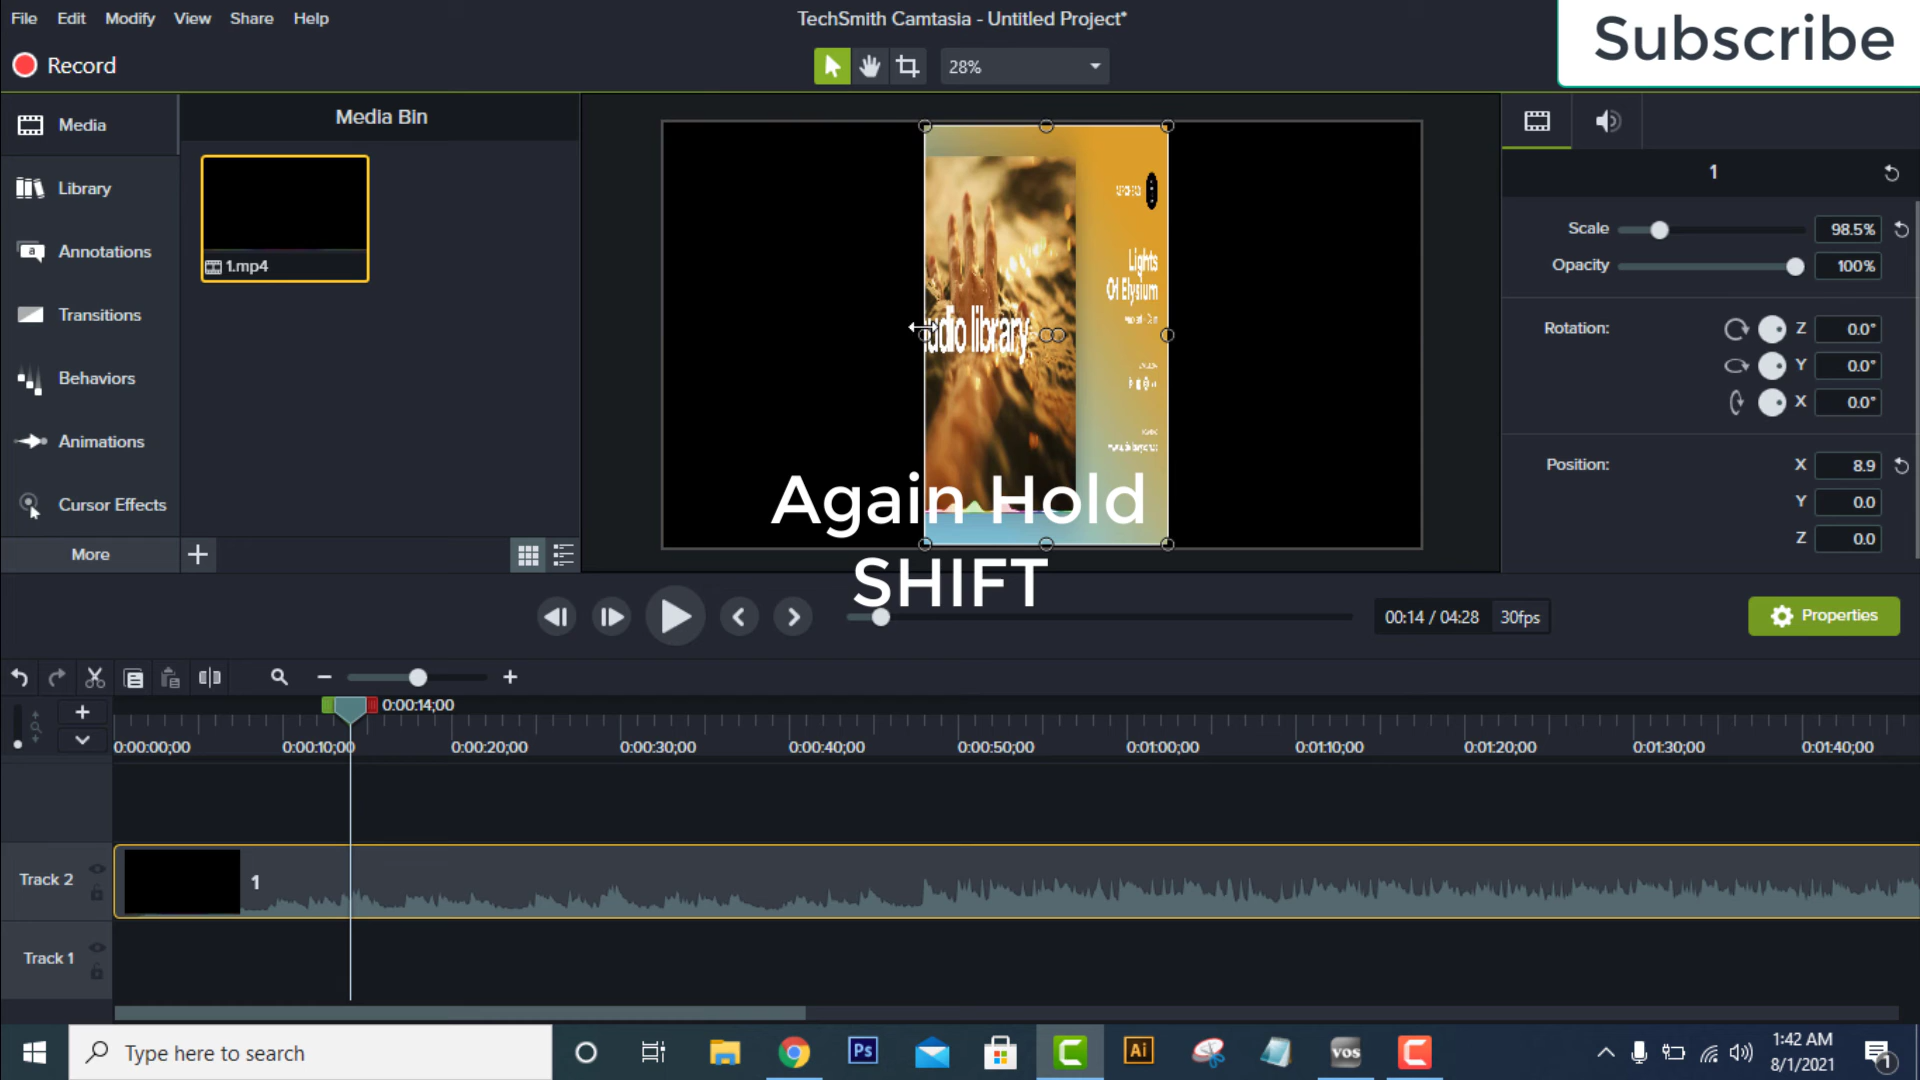 File Edit Modify View Share Help
TechSmith Camtasia - Untitled Project*
Subscribe
Record
28%
Media
Media Bin
Library
1.mp4
Annotations
Transitions
Behaviors
Animations
Cursor Effects
More
Lights
Of Elysium
udio library
Again Hold
SHIFT
1
Scale 98.5%
Opacity 100%
Rotation: Z 0.0°
Y 0.0°
X 0.0°
Position: X 8.9
Y 0.0
Z 0.0
00:14 / 04:28 30fps
Properties
0:00:14;00
0:00:00;00 0:00:10;00 0:00:20;00 0:00:30;00 0:00:40;00 0:00:50;00 0:01:00;00 0:01:10;00 0:01:20;00 0:01:30;00 0:01:40;00
Track 2
1
Track 1
Type here to search
Ps
Ai
vos
1:42 AM
8/1/2021
1